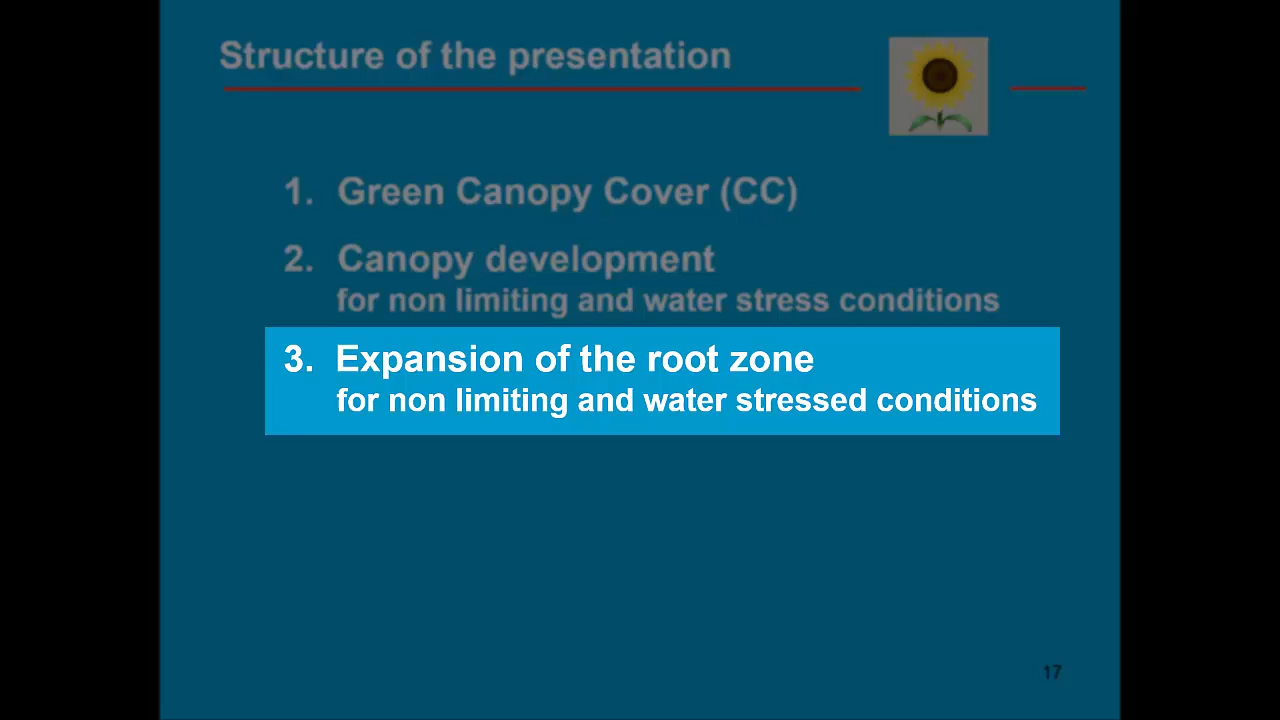 Structure of the presentation
1. Green Canopy Cover (CC)
2. Canopy development
for non limiting and water stress conditions
3. Expansion of the root zone
for non limiting and water stressed conditions
17